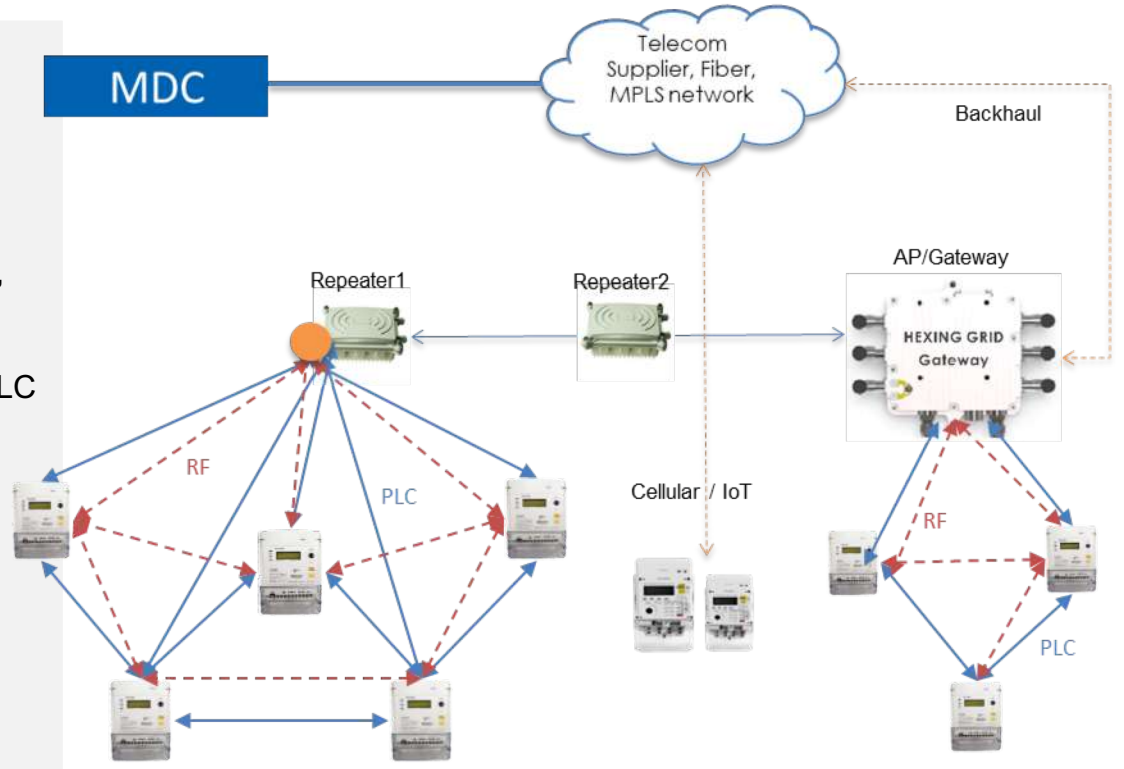 MDC
Telecom
Supplier, Fiber,
MPLS network
Backhaul
AP/Gateway
Repeater1
Repeater2
,
HEXING GRID
Gateway
LC
RF
PLC
Cellular / IoT
RF
PLC